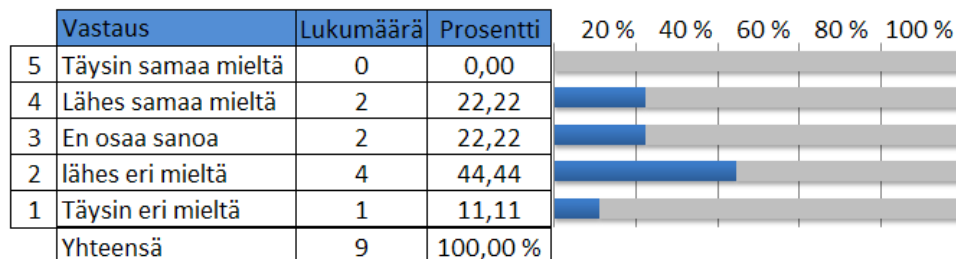 Vastaus Lukumäärä Prosentti 20 % 40 % 60 % 80 % 100 %
5 Täysin samaa mieltä 0 0,00
4 Lähes samaa mieltä 2 22,22
3 En osaa sanoa 2 22,22
2 lähes eri mieltä 4 44,44
1 Täysin eri mieltä 1 11,11
Yhteensä 9 100,00 %